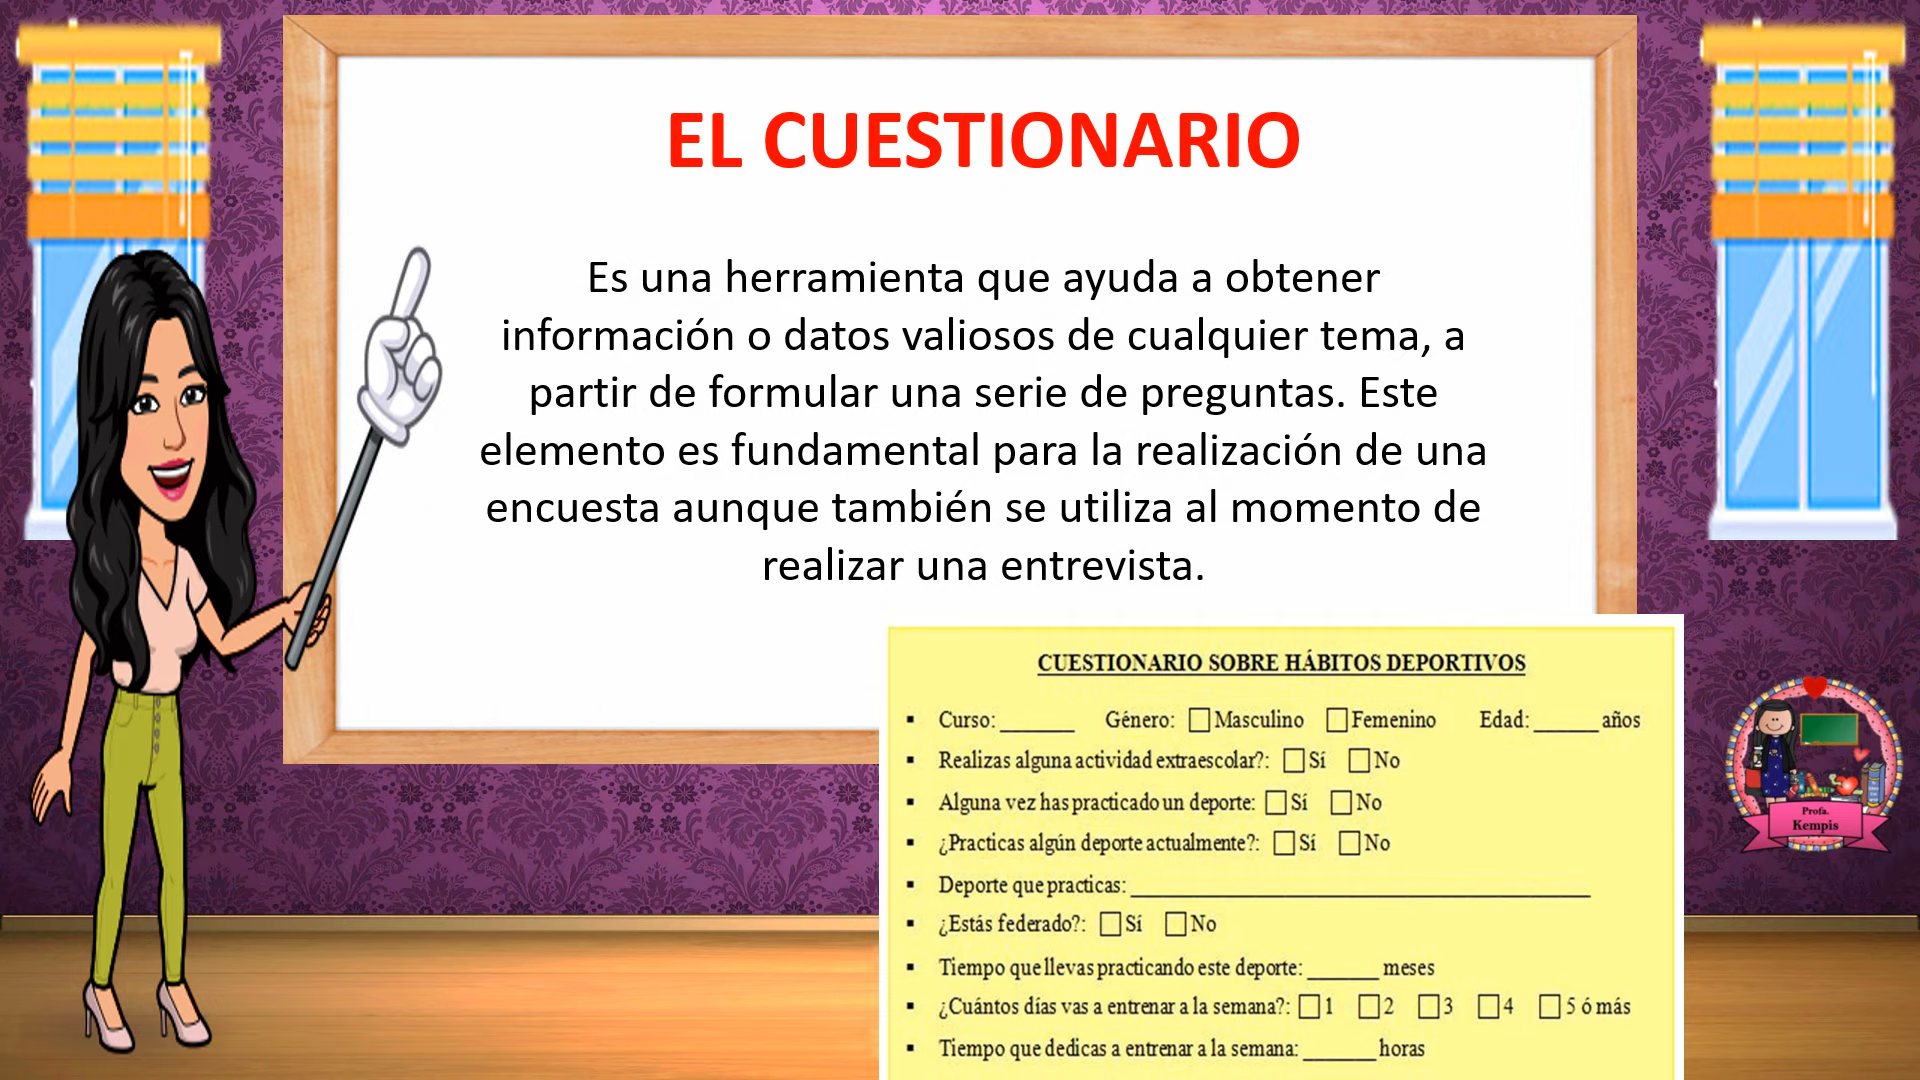 EL CUESTIONARIO
Es una herramienta que ayuda a obtener
información o datos valiosos de cualquier tema, a
partir de formular una serie de preguntas. Este
elemento es fundamental para la realización de una
encuesta aunque también se utiliza al momento de
realizar una entrevista.
CUESTIONARIO SOBRE HÁBITOS DEPORTIVOS
▪ Curso: _______ Género: □ Masculino □ Femenino Edad: ______ años
▪ Realizas alguna actividad extraescolar?: □ Sí □ No
▪ Alguna vez has practicado un deporte: □ Sí □ No
▪ ¿Practicas algún deporte actualmente?: □ Sí □ No
▪ Deporte que practicas: ___________________________________________
▪ ¿Estás federado?: □ Sí □ No
▪ Tiempo que llevas practicando este deporte: _______ meses
▪ ¿Cuántos días vas a entrenar a la semana?: □ 1 □ 2 □ 3 □ 4 □ 5 ó más
▪ Tiempo que dedicas a entrenar a la semana: _______ horas
Profa.
Kempis